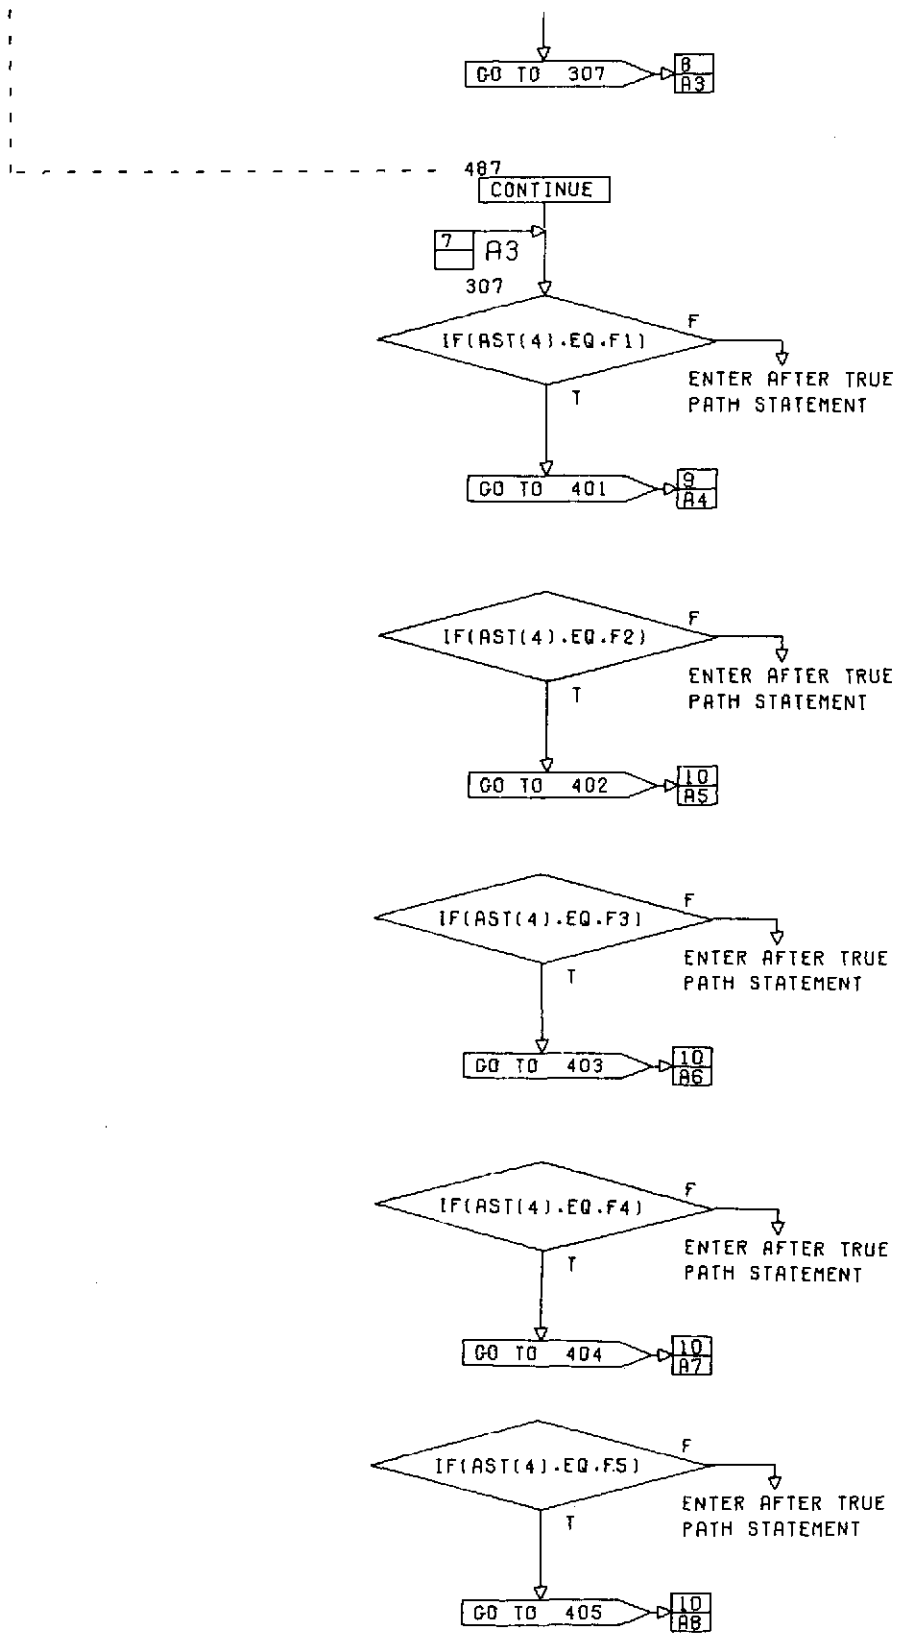 GO TO 307
8
A3
487
CONTINUE
7
A3
307
IF(AST(4).EQ.F1)
F
ENTER AFTER TRUE
PATH STATEMENT
T
GO TO 401
9
A4
IF(AST(4).EQ.F2)
F
ENTER AFTER TRUE
PATH STATEMENT
T
GO TO 402
10
A5
IF(AST(4).EQ.F3)
F
ENTER AFTER TRUE
PATH STATEMENT
T
GO TO 403
10
A6
IF(AST(4).EQ.F4)
F
ENTER AFTER TRUE
PATH STATEMENT
T
GO TO 404
10
A7
IF(AST(4).EQ.F5)
F
ENTER AFTER TRUE
PATH STATEMENT
T
GO TO 405
10
A8